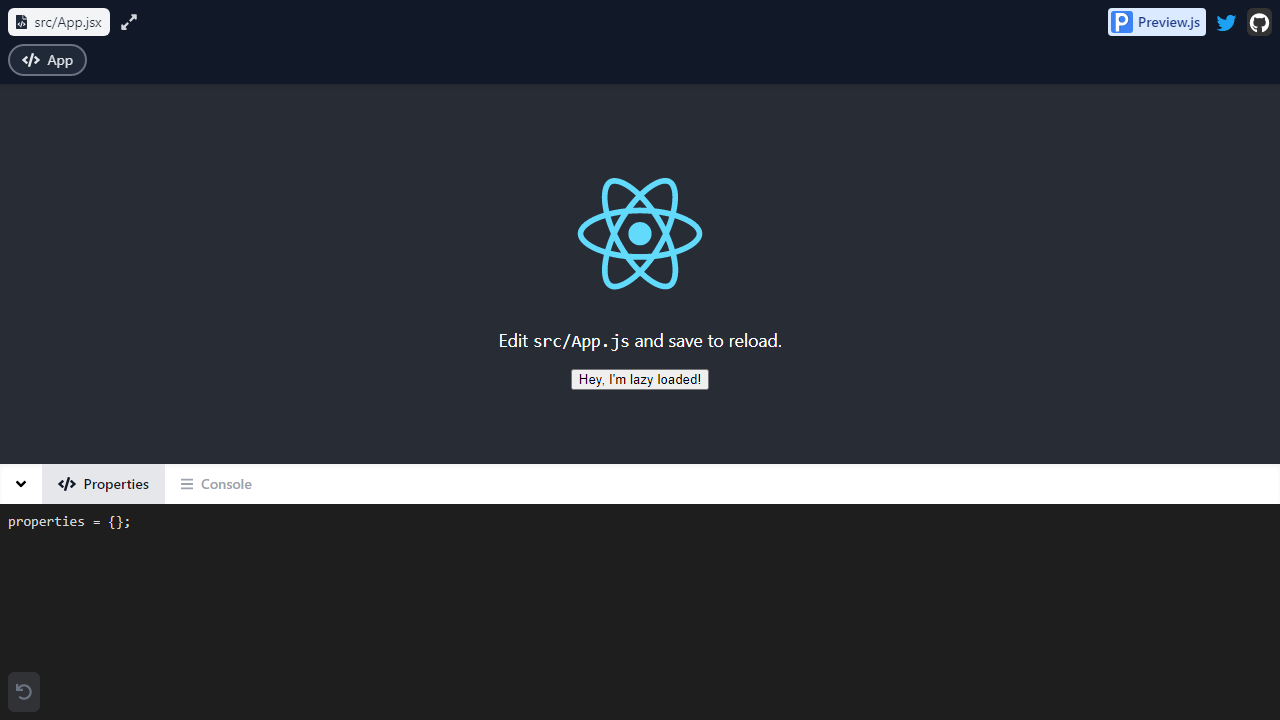 src/App.jsx
Preview.js
App
Edit src/App.js and save to reload.
Hey, I'm lazy loaded!
Properties
Console
properties = {};